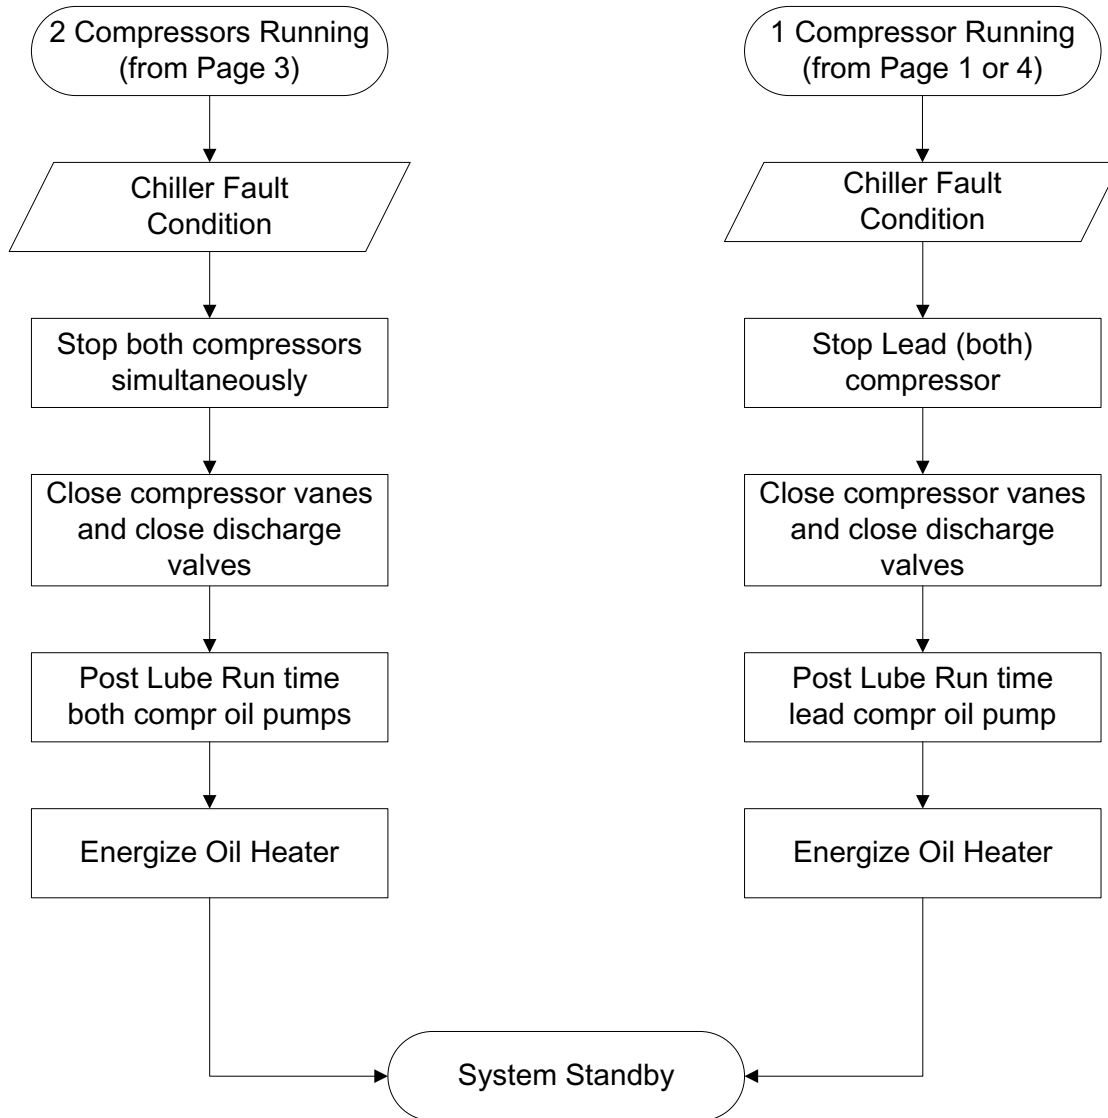 2 Compressors Running
(from Page 3)
Chiller Fault
Condition
Stop both compressors
simultaneously
Close compressor vanes
and close discharge
valves
Post Lube Run time
both compr oil pumps
Energize Oil Heater
1 Compressor Running
(from Page 1 or 4)
Chiller Fault
Condition
Stop Lead (both)
compressor
Close compressor vanes
and close discharge
valves
Post Lube Run time
lead compr oil pump
Energize Oil Heater
System Standby